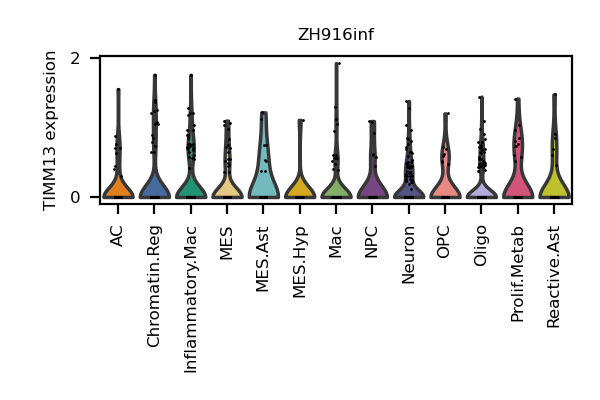 ZH916inf
TIMM13 expression
2
0
AC
Chromatin.Reg
Inflammatory.Mac
MES
MES.Ast
MES.Hyp
Mac
NPC
Neuron
OPC
Oligo
Prolif.Metab
Reactive.Ast